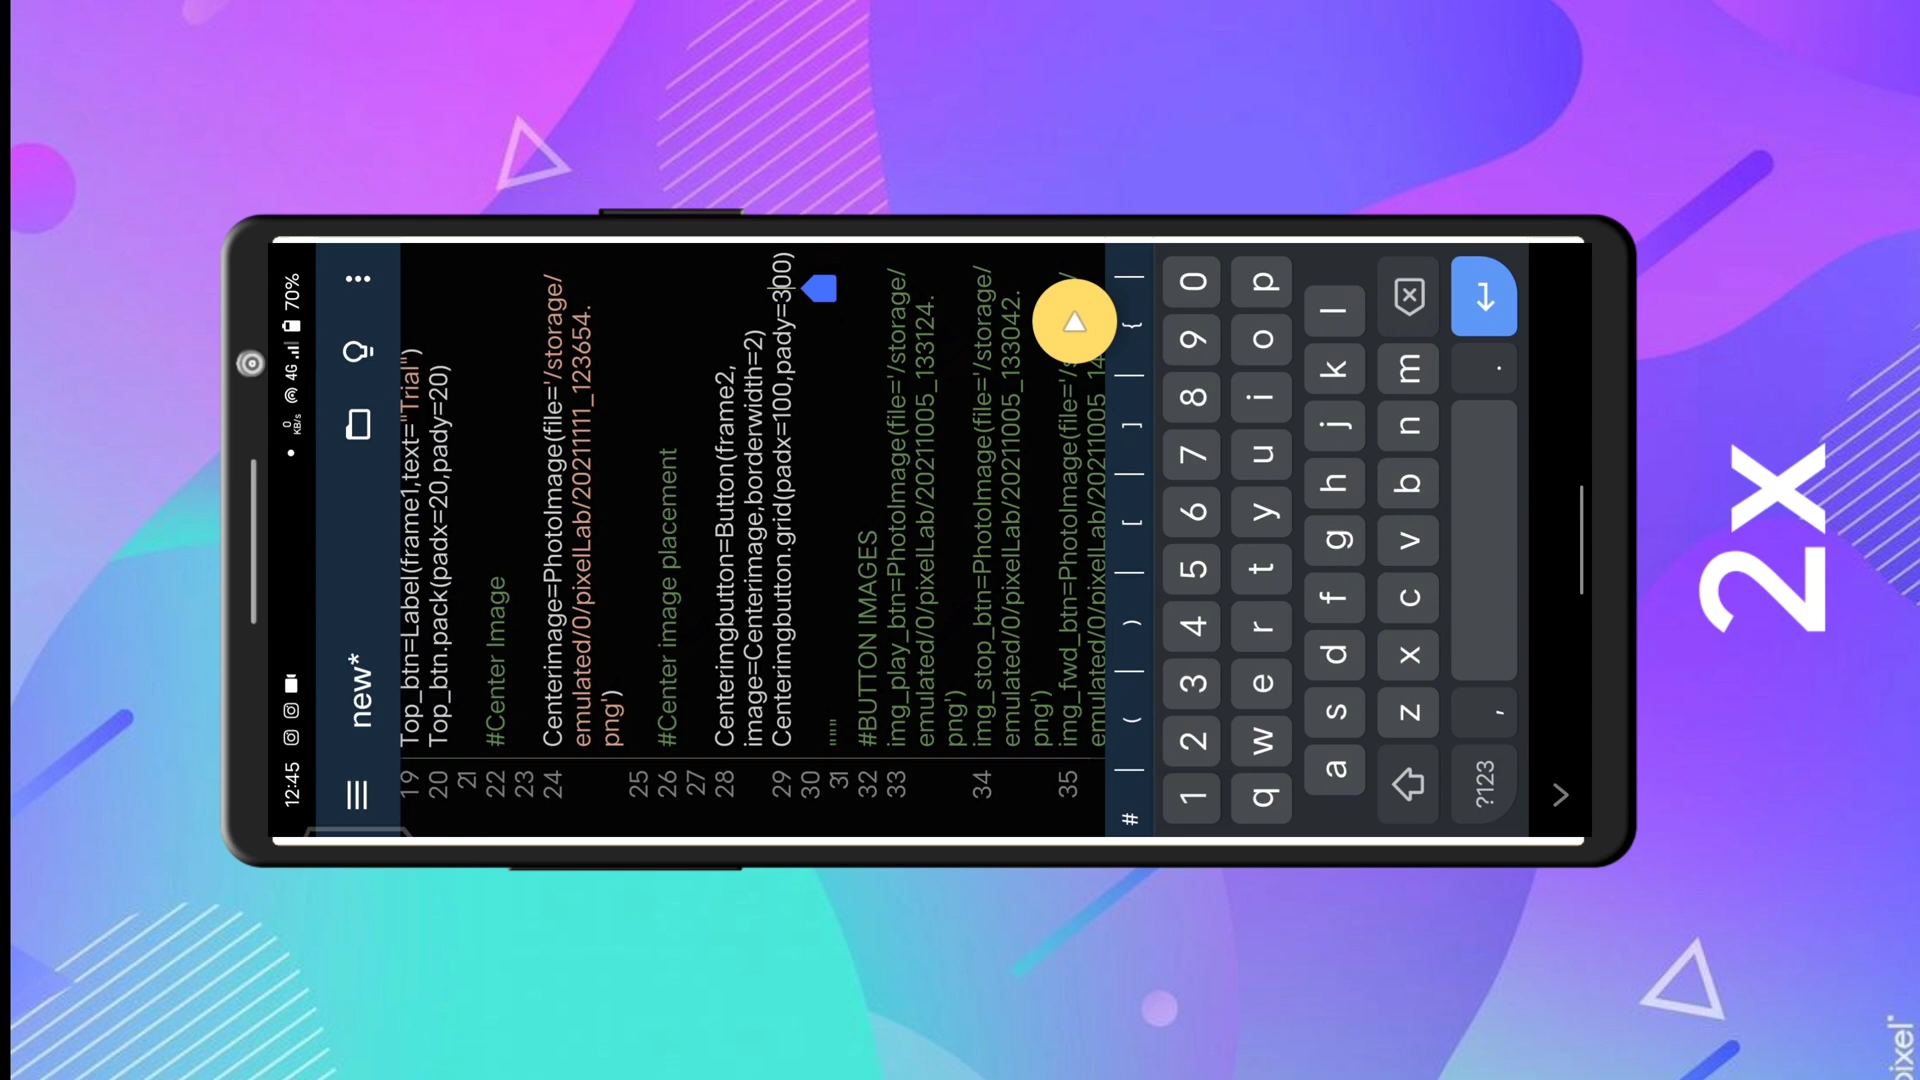 12:45
0
KB/s
4G
70%
new*
19 Top_btn=Label(frame1,text="Trial")
20 Top_btn.pack(padx=20,pady=20)
21
22 #Center Image
23
24 Centerimage=PhotoImage(file='/storage/
emulated/0/pixelLab/20211111_123654.
png')
25
26 #Center image placement
27
28 Centerimgbutton=Button(frame2,
image=Centerimage,borderwidth=2)
29 Centerimgbutton.grid(padx=100,pady=300)
30
31 """
32 #BUTTON IMAGES
33 img_play_btn=PhotoImage(file='/storage/
emulated/0/pixelLab/20211005_133124.
png')
34 img_stop_btn=PhotoImage(file='/storage/
emulated/0/pixelLab/20211005_133042.
png')
35 img_fwd_btn=PhotoImage(file='/
emulated/0/pixelLab/20211005_14
# | ( | ) | [ | ] | { |
1 2 3 4 5 6 7 8 9 0
q w e r t y u i o p
a s d f g h j k l
z x c v b n m
?123 , .
2X
pixel